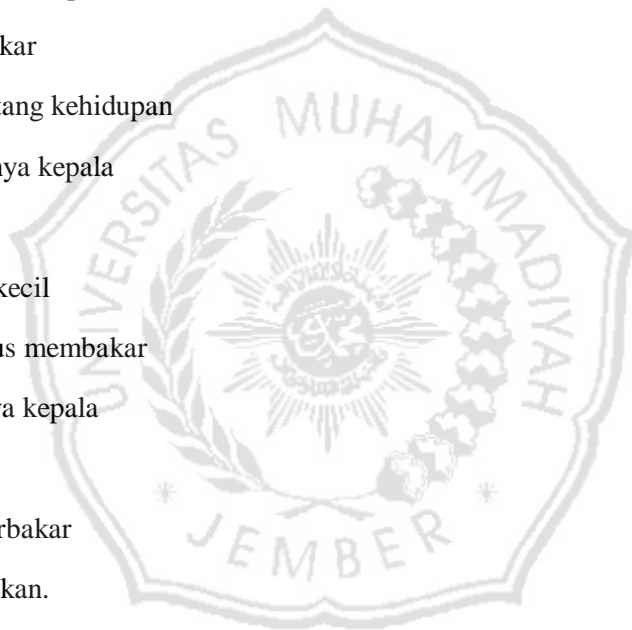 kar
tang kehidupan
nya kepala
kecil
us membakar
a kepala
rbakar
kan.
UNIVERSITAS MUHAMMADIYAH
JEMBER